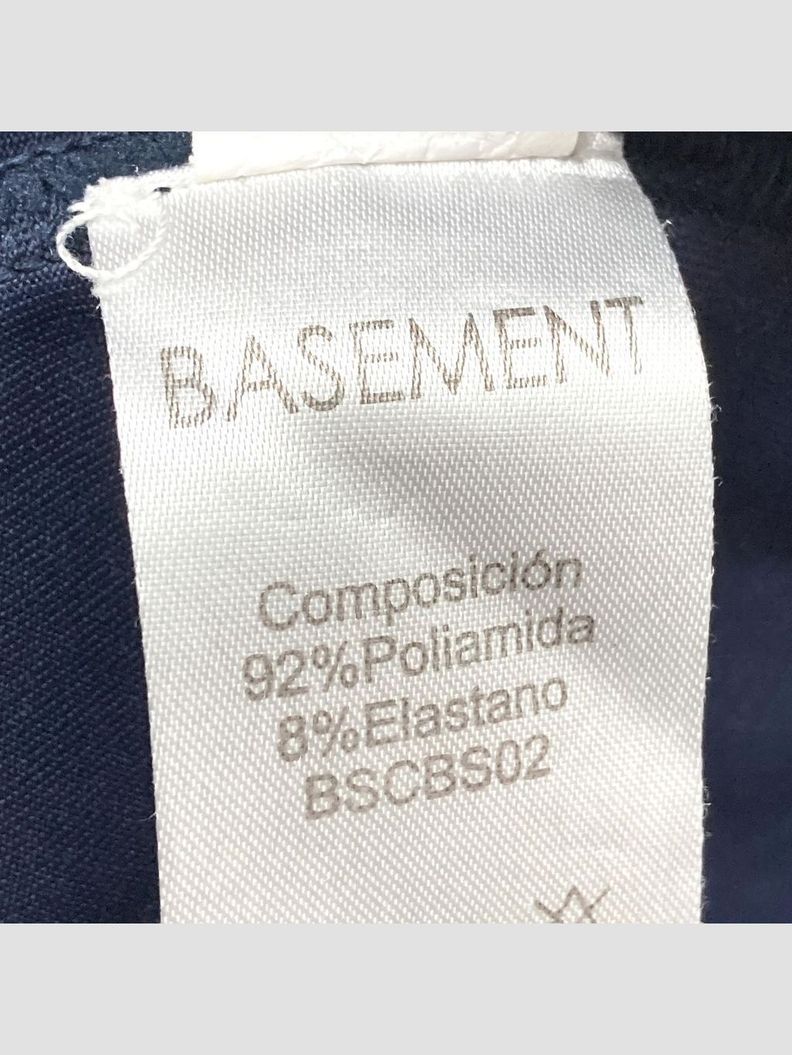 BASEMENT
Composición
92%Poliamida
8%Elastano
BSCBS02